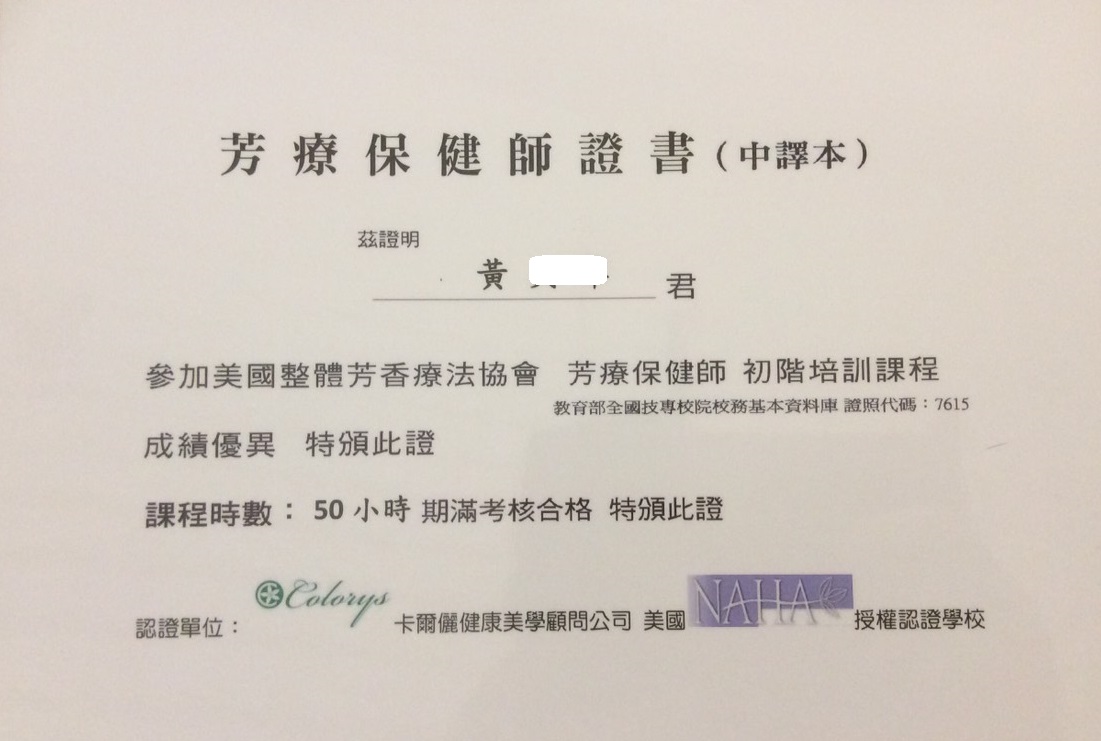 芳療保健師證書(中譯本)
茲證明
黃 君
參加美國整體芳香療法協會 芳療保健師 初階培訓課程
教育部全國技專校院校務基本資料庫 證照代碼：7615
成績優異 特頒此證
課程時數： 50 小時 期滿考核合格 特頒此證
認證單位： Colorys 卡爾儷健康美學顧問公司 美國 NAHA 授權認證學校